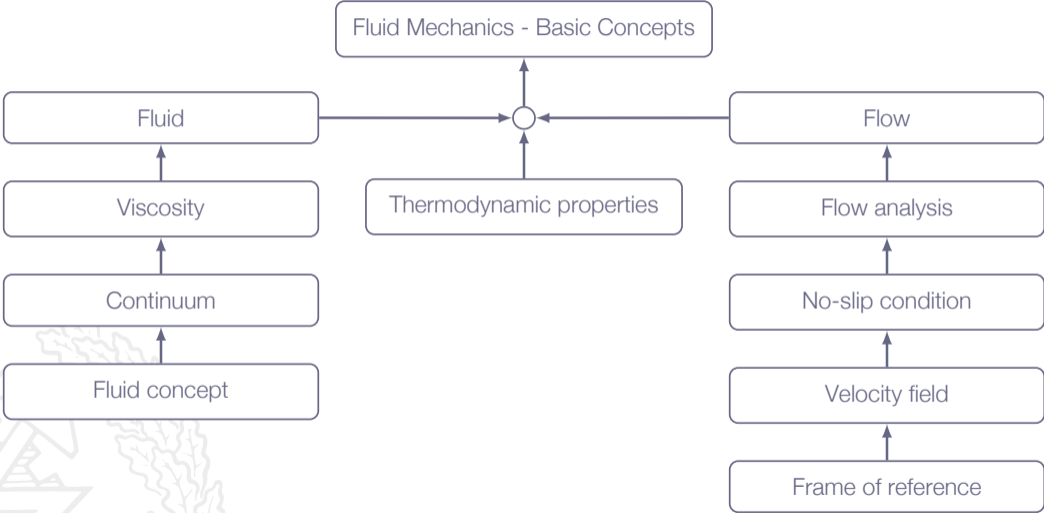 Fluid Mechanics - Basic Concepts
Fluid
Flow
Viscosity
Thermodynamic properties
Flow analysis
Continuum
No-slip condition
Fluid concept
Velocity field
Frame of reference